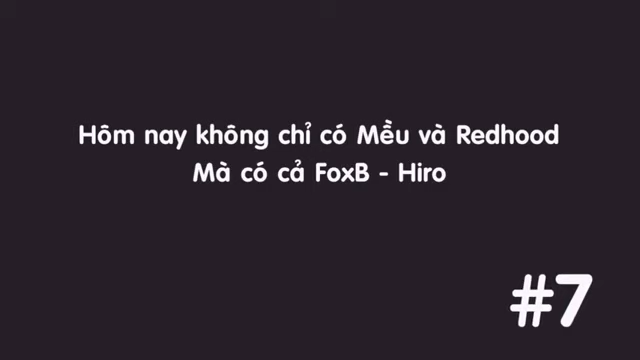 Hôm nay không chỉ có Mều và Redhood
Mà có cả FoxB - Hiro
#7